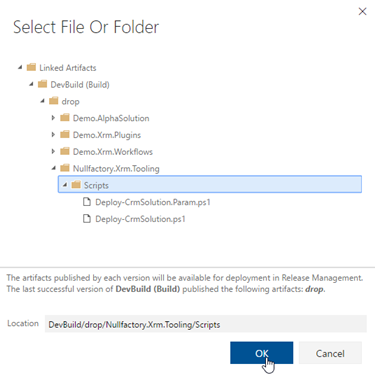 Select File Or Folder
Linked Artifacts
DevBuild (Build)
drop
Demo.AlphaSolution
Demo.Xrm.Plugins
Demo.Xrm.Workflows
Nullfactory.Xrm.Tooling
Scripts
Deploy-CrmSolution.Param.ps1
Deploy-CrmSolution.ps1
The artifacts published by each version will be available for deployment in Release Management.
The last successful version of DevBuild (Build) published the following artifacts: drop.
Location DevBuild/drop/Nullfactory.Xrm.Tooling/Scripts
OK Cancel